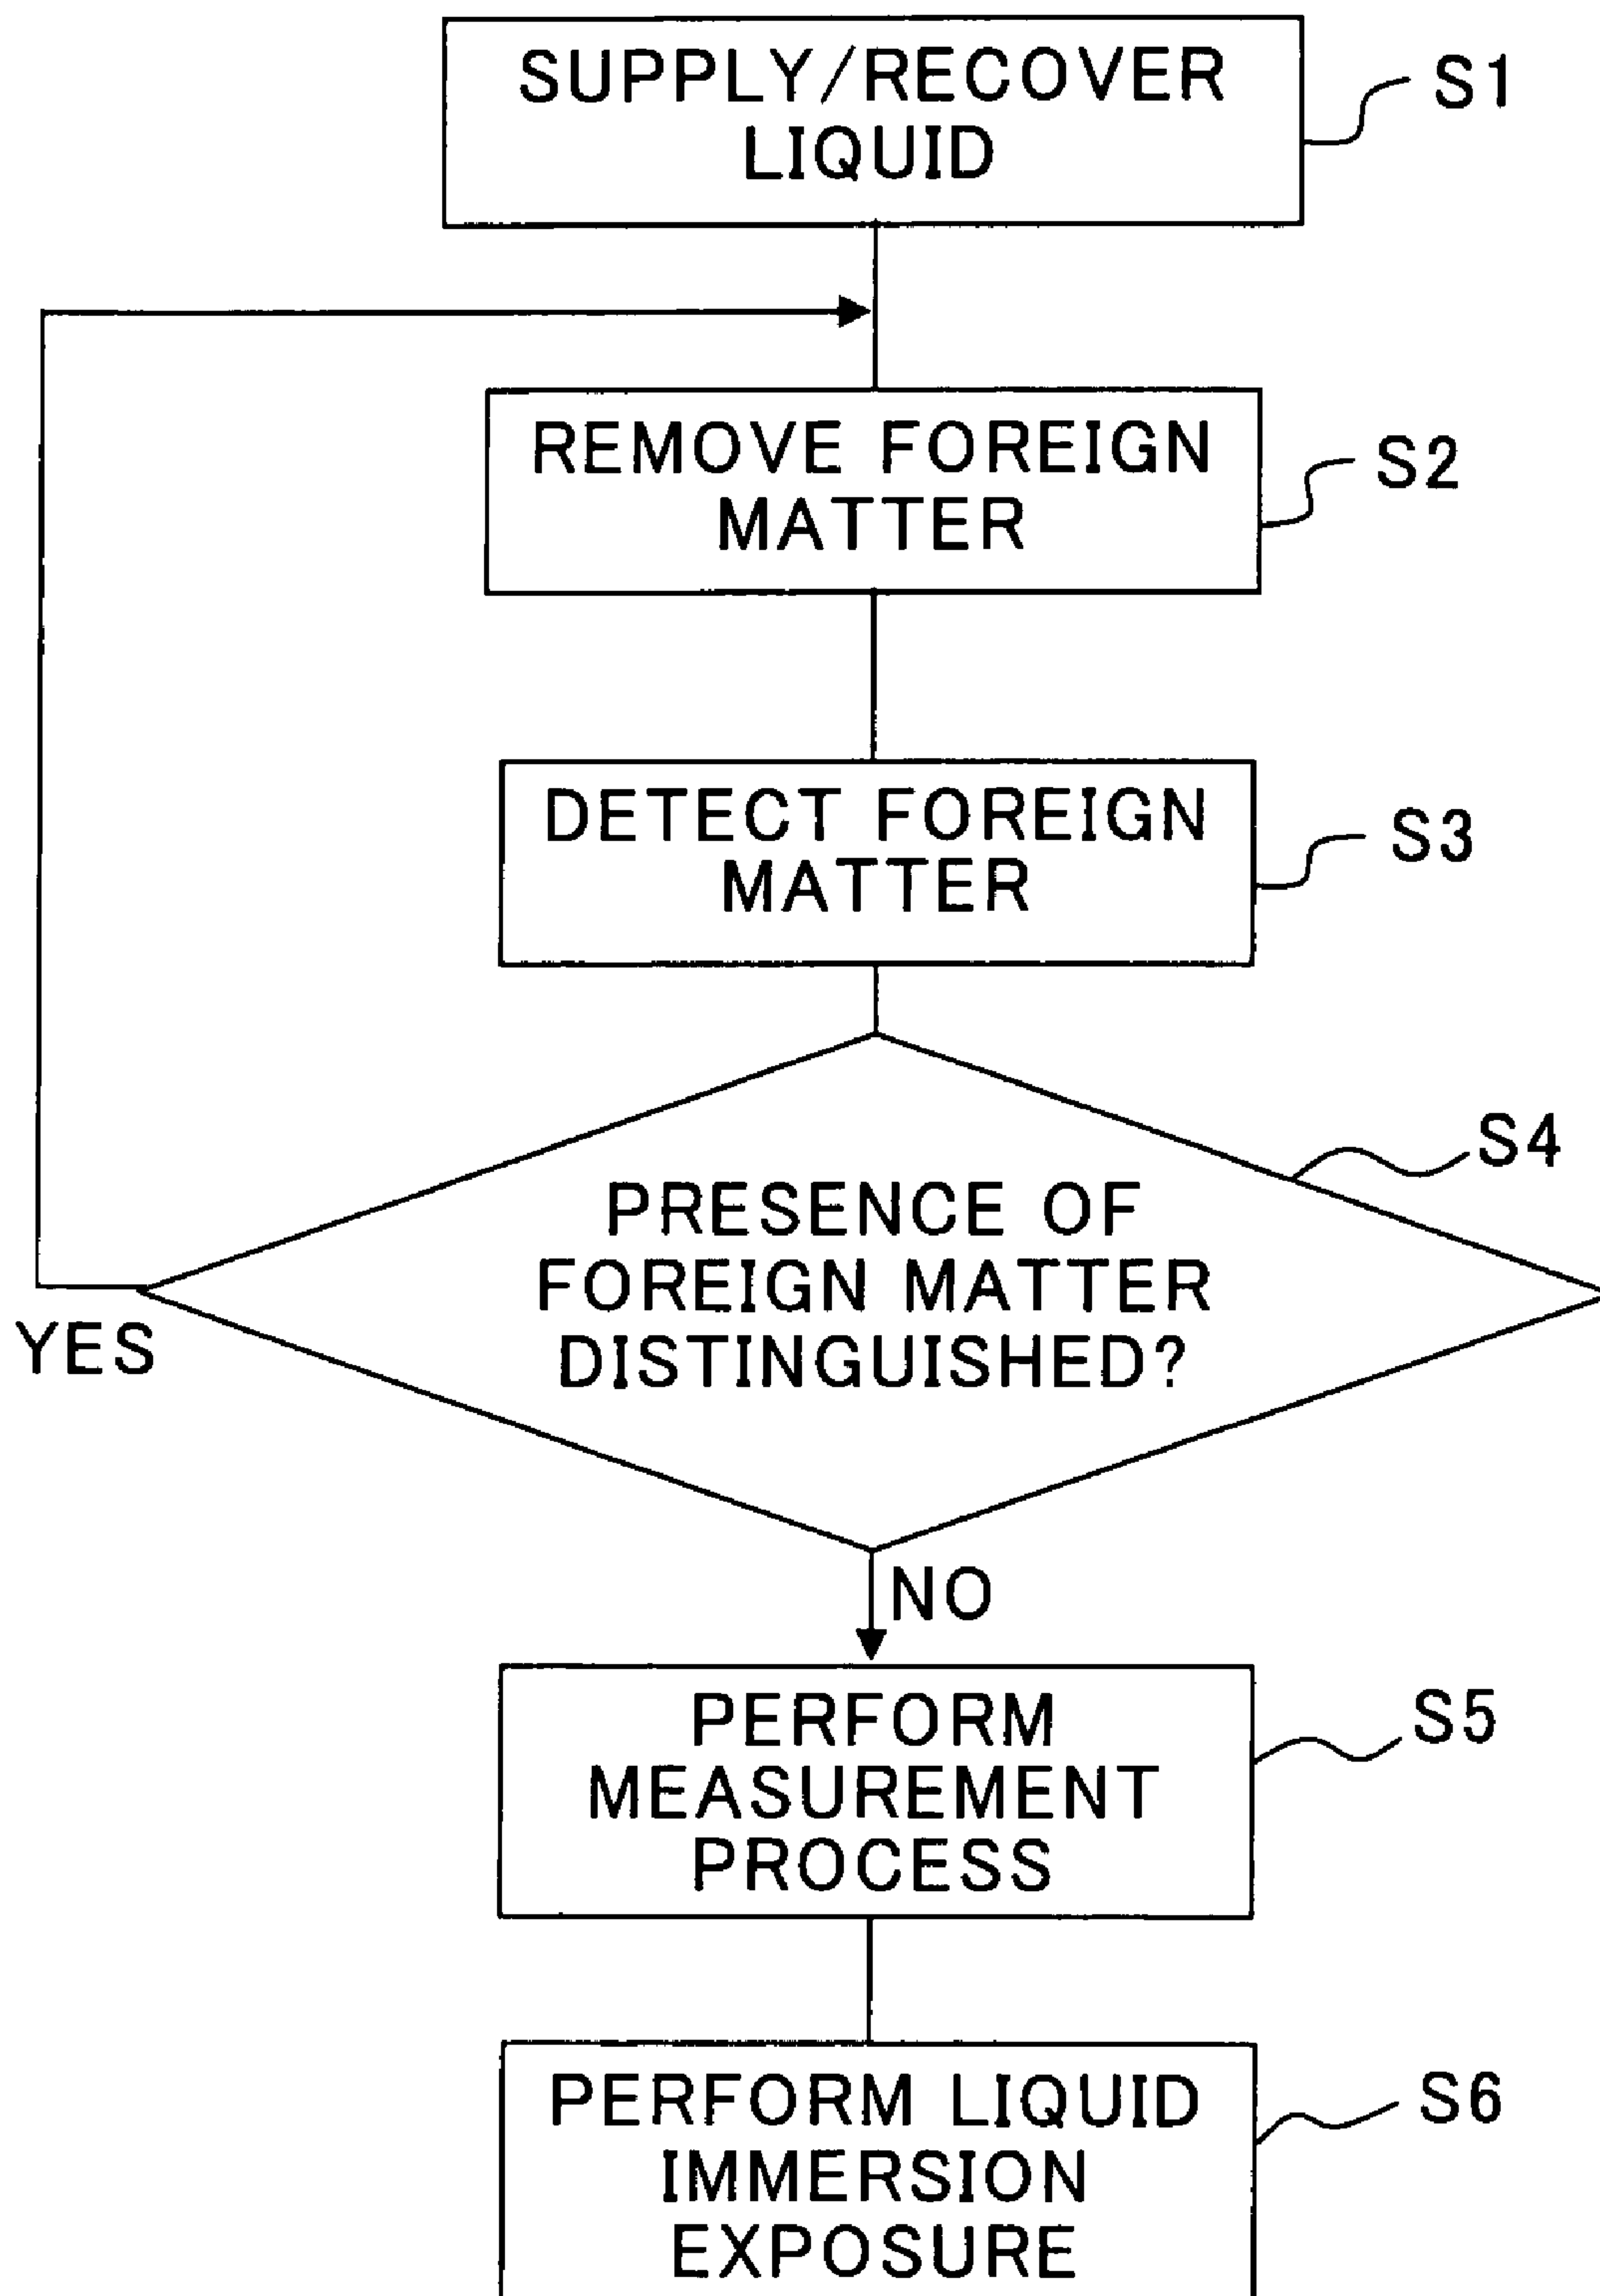 SUPPLY/RECOVER
LIQUID
S1
REMOVE FOREIGN
MATTER
S2
DETECT FOREIGN
MATTER
S3
S4
PRESENCE OF
FOREIGN MATTER
DISTINGUISHED?
YES
NO
PERFORM
MEASUREMENT
PROCESS
S5
PERFORM LIQUID
IMMERSION
EXPOSURE
S6